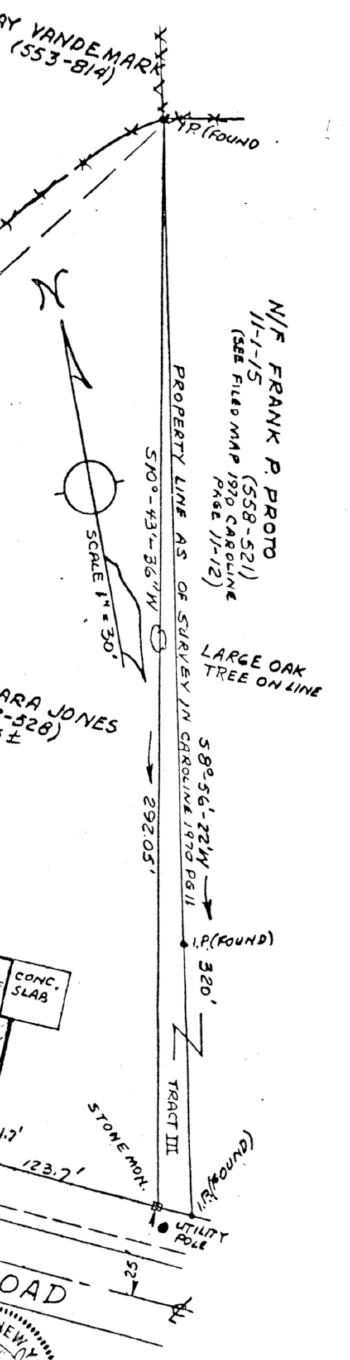 AY VANDEMARK
(553-814)
I.P. (FOUND
N
N/F FRANK P. PROTO
11-1-15
(558-521)
(SEE FILED MAP 1970 CAROLINE
PAGE 11-12)
PROPERTY LINE AS OF SURVEY IN CAROLINE 1970 PG 11
S10°-43'-36"W
292.05'
SCALE 1" = 30'
LARGE OAK
TREE ON LINE
ARA JONES
-528)
±
S8°-56'-22"W
320'
I.P. (FOUND)
CONC.
SLAB
TRACT III
STONE MON.
I.P. (FOUND)
.7'
123.7'
UTILITY
POLE
25'
OAD
NEW Y